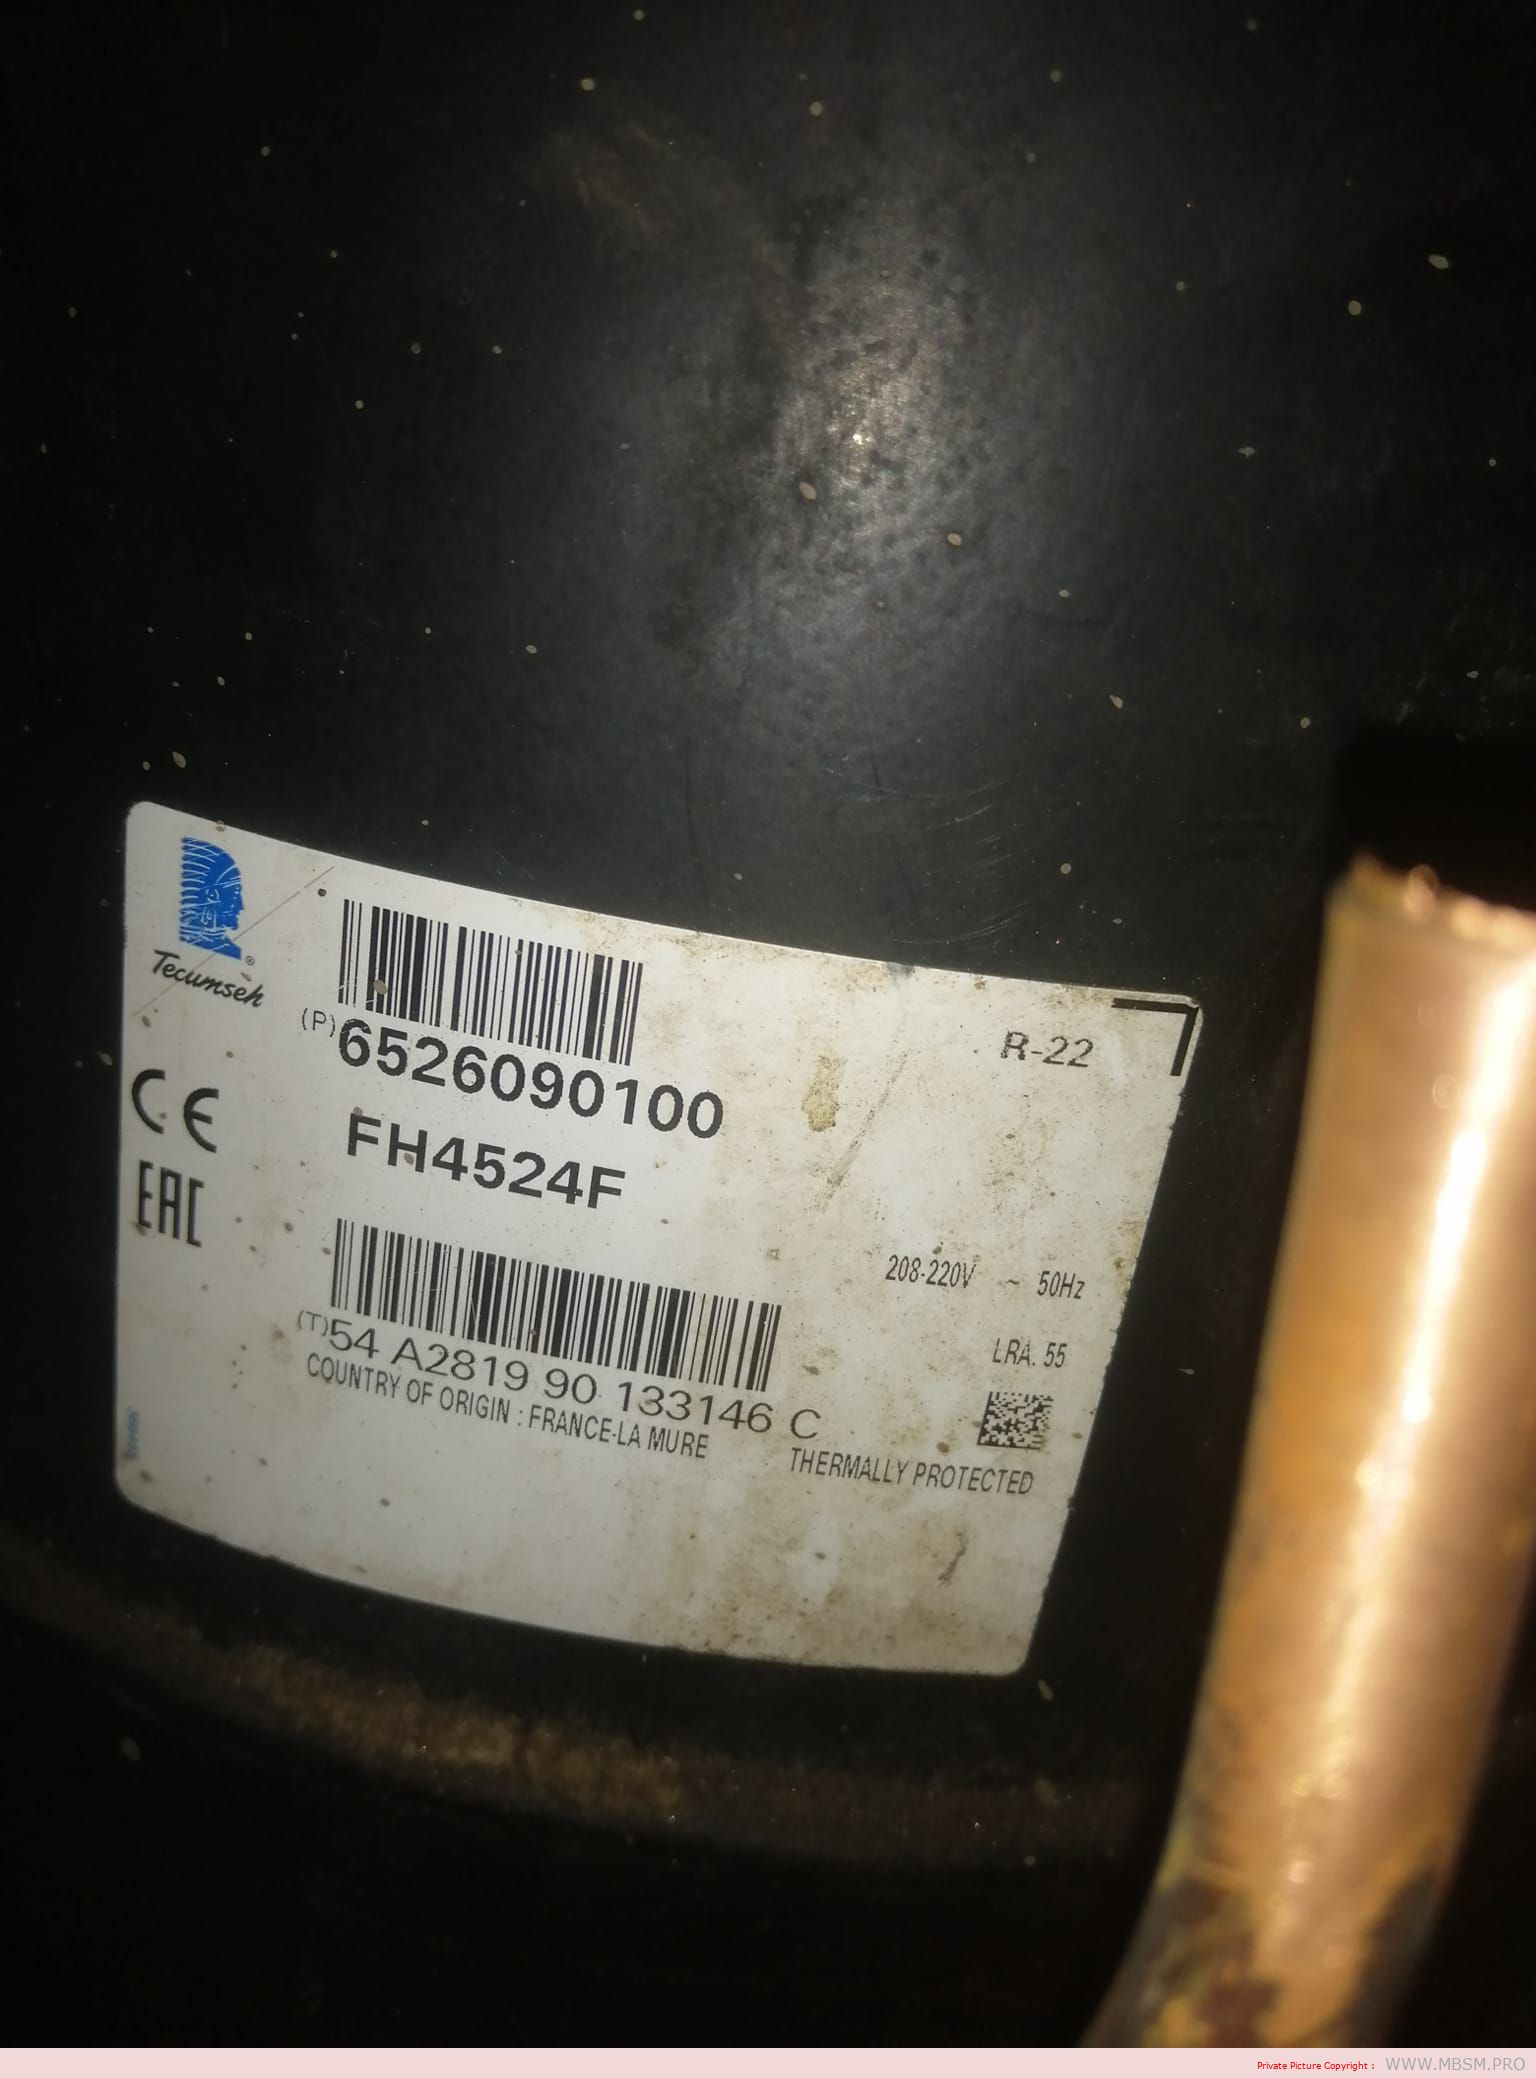 Tecumseh
(P)6526090100
R-22
FH4524F
CE
EAC
208-220V ~ 50Hz
LRA. 55
(T)54 A2819 90 133146 C
COUNTRY OF ORIGIN : FRANCE-LA MURE
THERMALLY PROTECTED
Private Picture Copyright : WWW.MBSM.PRO